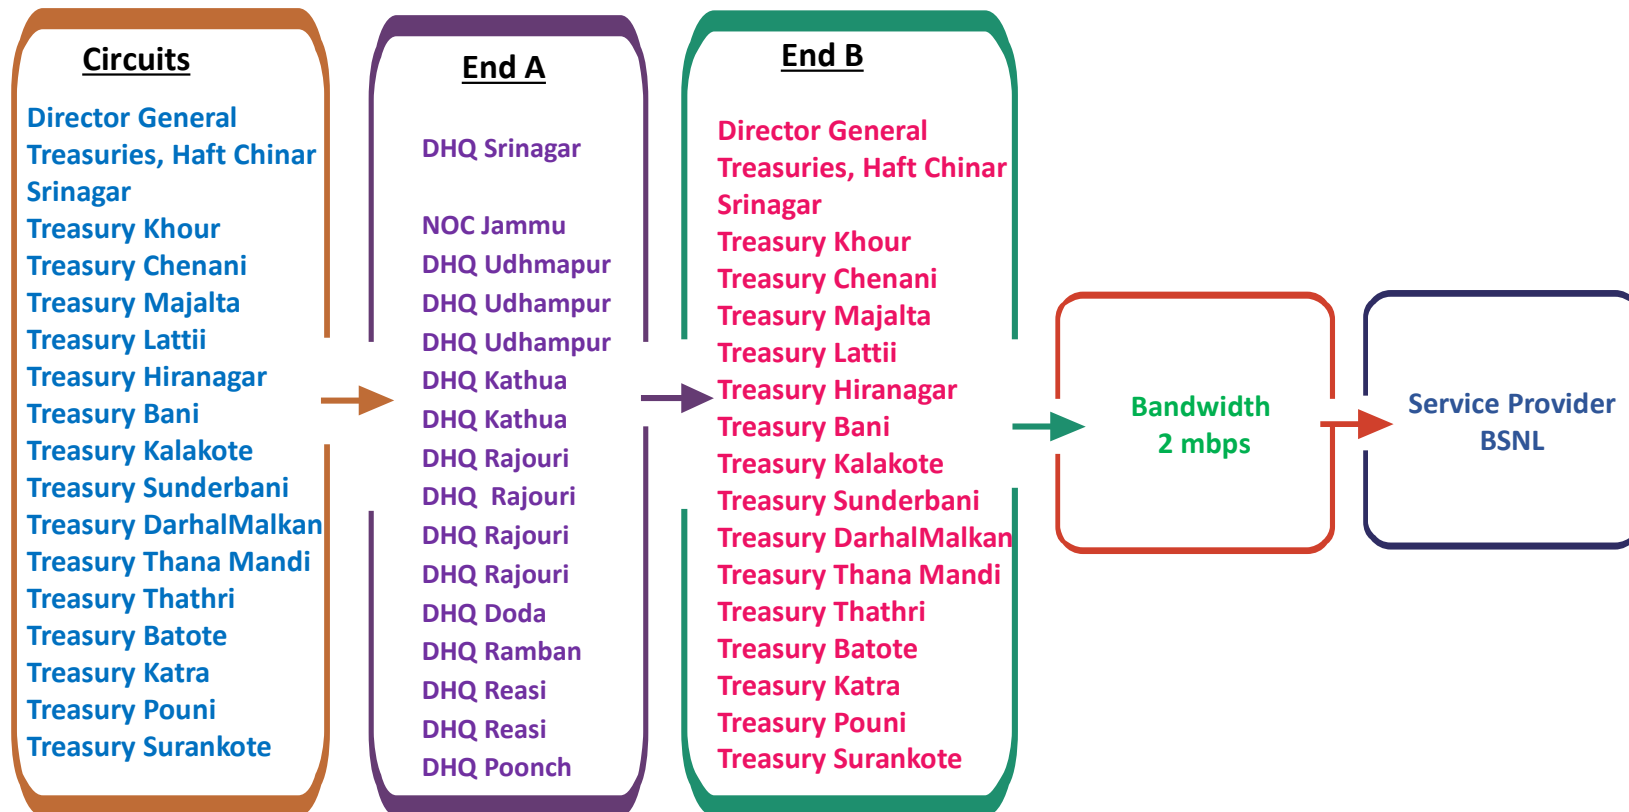 Circuits
Director General
Treasuries, Haft Chinar
Srinagar
Treasury Khour
Treasury Chenani
Treasury Majalta
Treasury Lattii
Treasury Hiranagar
Treasury Bani
Treasury Kalakote
Treasury Sunderbani
Treasury DarhalMalkan
Treasury Thana Mandi
Treasury Thathri
Treasury Batote
Treasury Katra
Treasury Pouni
Treasury Surankote
End A
DHQ Srinagar
NOC Jammu
DHQ Udhmapur
DHQ Udhampur
DHQ Udhampur
DHQ Kathua
DHQ Kathua
DHQ Rajouri
DHQ Rajouri
DHQ Rajouri
DHQ Rajouri
DHQ Doda
DHQ Ramban
DHQ Reasi
DHQ Reasi
DHQ Poonch
End B
Director General
Treasuries, Haft Chinar
Srinagar
Treasury Khour
Treasury Chenani
Treasury Majalta
Treasury Lattii
Treasury Hiranagar
Treasury Bani
Treasury Kalakote
Treasury Sunderbani
Treasury DarhalMalkan
Treasury Thana Mandi
Treasury Thathri
Treasury Batote
Treasury Katra
Treasury Pouni
Treasury Surankote
Bandwidth
2 mbps
Service Provider
BSNL